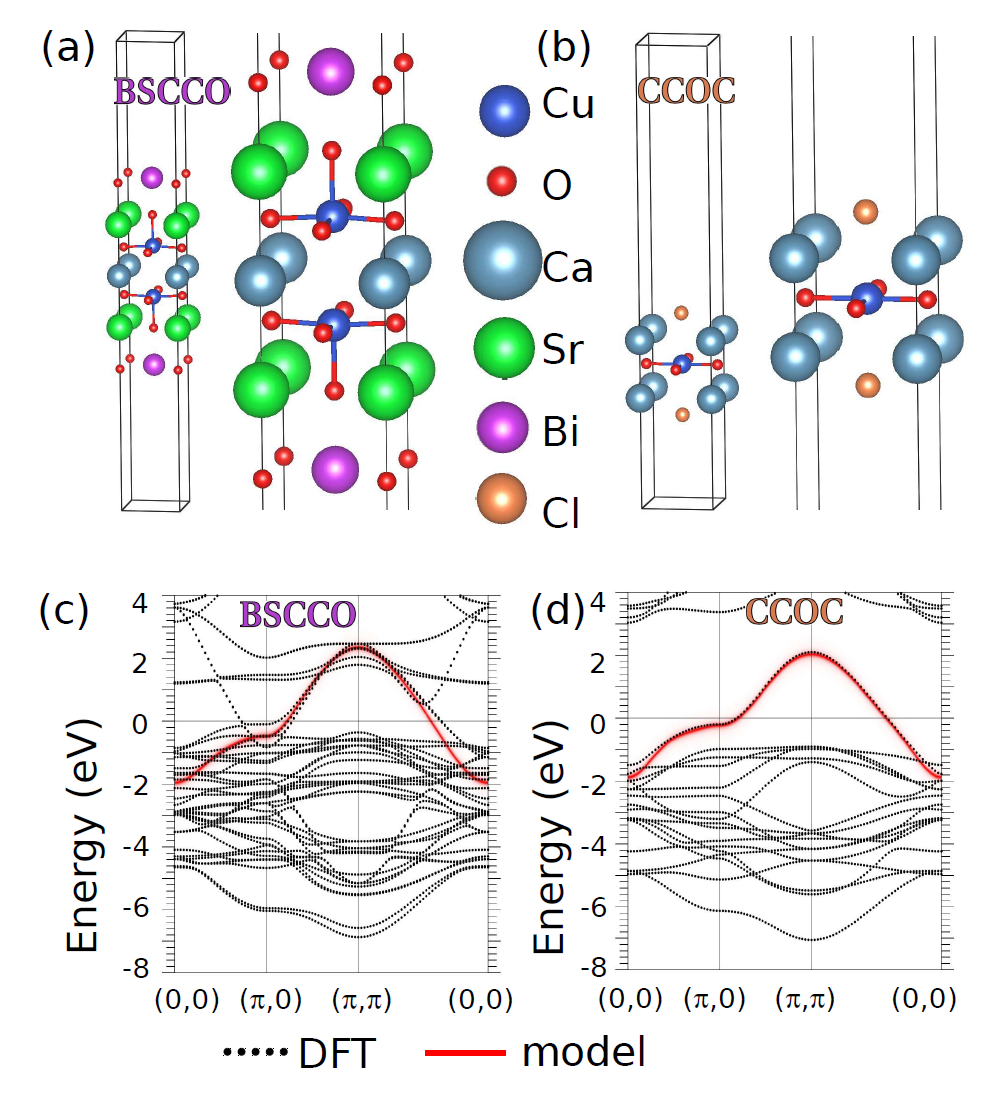 (a)
BSCCO
(b)
CCOC
Cu
O
Ca
Sr
Bi
Cl
(c)
BSCCO
Energy (eV)
4
2
0
-2
-4
-6
-8
(0,0) (π,0) (π,π) (0,0)
(d)
CCOC
Energy (eV)
4
2
0
-2
-4
-6
-8
(0,0) (π,0) (π,π) (0,0)
DFT model